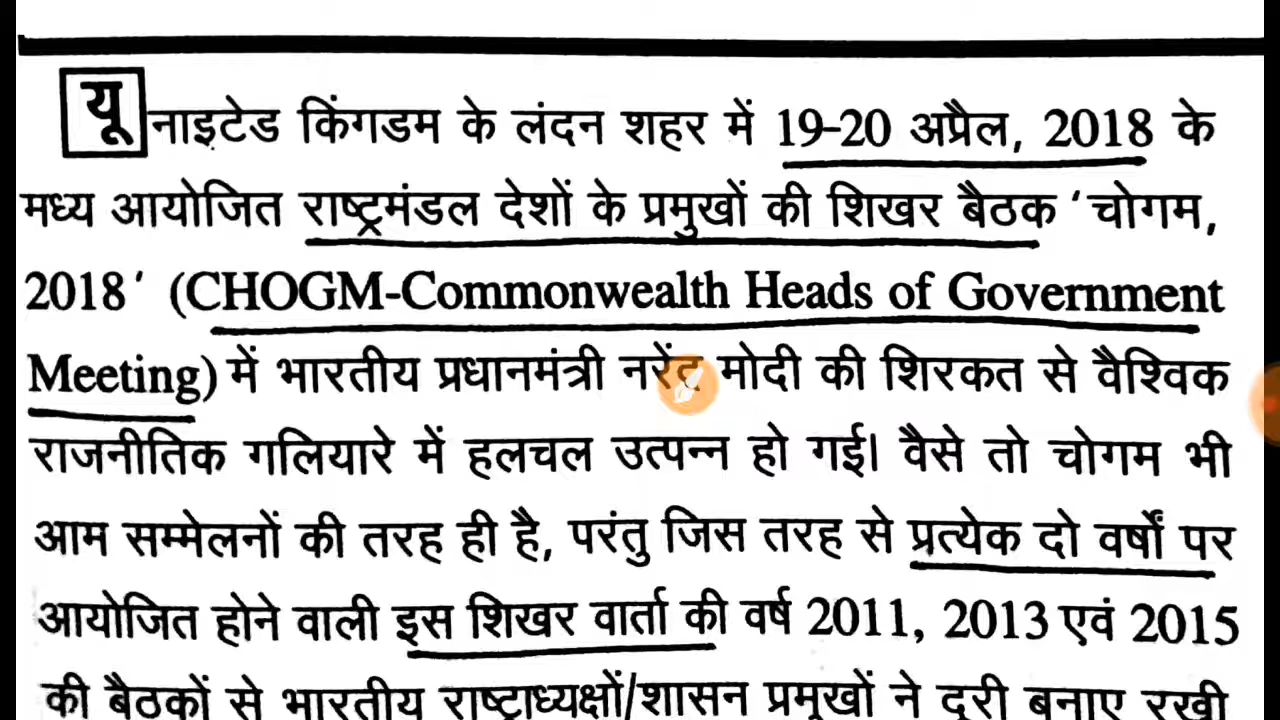 यूनाइटेड किंगडम के लंदन शहर में 19-20 अप्रैल, 2018 के
मध्य आयोजित राष्ट्रमंडल देशों के प्रमुखों की शिखर बैठक ‘चोगम,
2018’ (CHOGM-Commonwealth Heads of Government
Meeting) में भारतीय प्रधानमंत्री मोदी की शिरकत से वैश्विक
राजनीतिक गलियारे में हलचल उत्पन्न हो गई। वैसे तो चोगम भी
आम सम्मेलनों की तरह ही है, परंतु जिस तरह से प्रत्येक दो वर्षों पर
आयोजित होने वाली इस शिखर वार्ता की वर्ष 2011, 2013 एवं 2015
की बैठकों से भारतीय राष्ट्राध्यक्षों/शासन प्रमुखों ने दूरी बनाए रखी